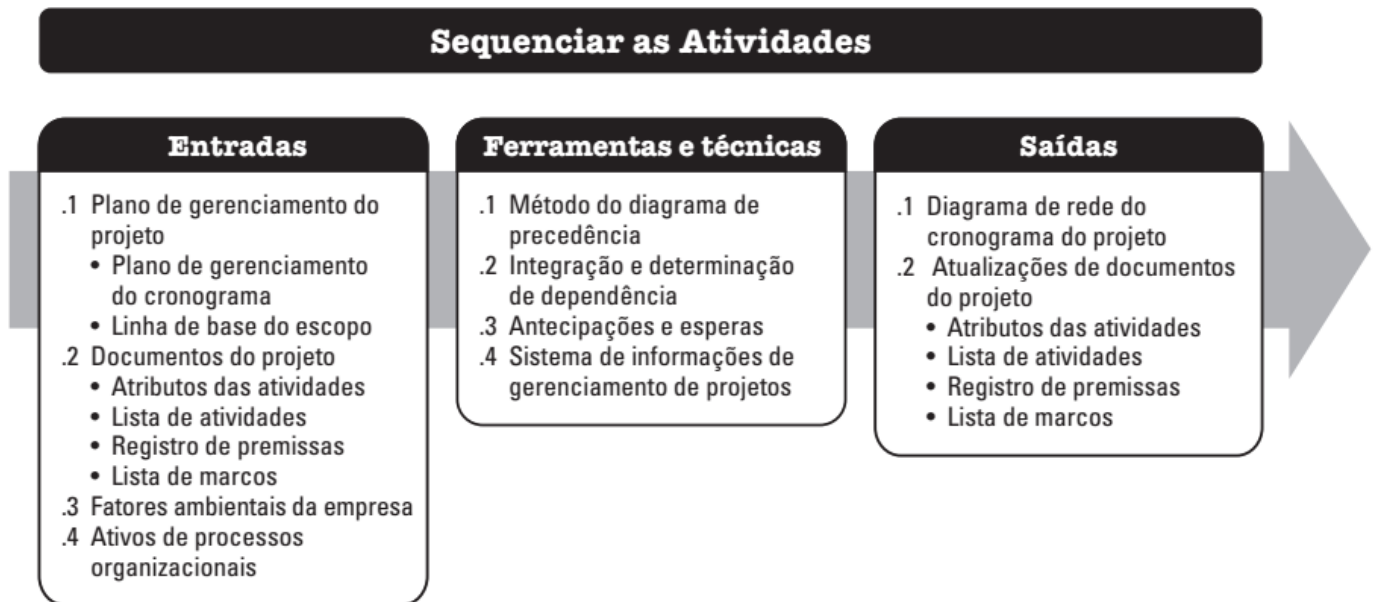 Sequenciar as Atividades
Entradas
.1 Plano de gerenciamento do
projeto
• Plano de gerenciamento
do cronograma
• Linha de base do escopo
.2 Documentos do projeto
• Atributos das atividades
• Lista de atividades
• Registro de premissas
• Lista de marcos
.3 Fatores ambientais da empresa
.4 Ativos de processos
organizacionais
Ferramentas e técnicas
.1 Método do diagrama de
precedência
.2 Integração e determinação
de dependência
.3 Antecipações e esperas
.4 Sistema de informações de
gerenciamento de projetos
Saídas
.1 Diagrama de rede do
cronograma do projeto
.2 Atualizações de documentos
do projeto
• Atributos das atividades
• Lista de atividades
• Registro de premissas
• Lista de marcos